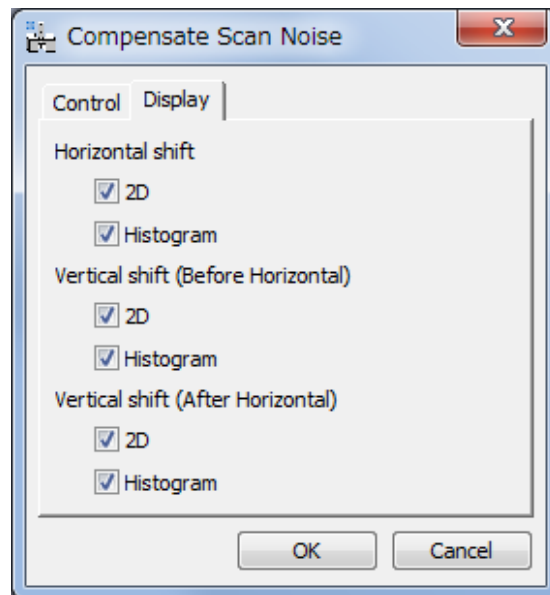 Compensate Scan Noise
Control Display
Horizontal shift
2D
Histogram
Vertical shift (Before Horizontal)
2D
Histogram
Vertical shift (After Horizontal)
2D
Histogram
OK Cancel